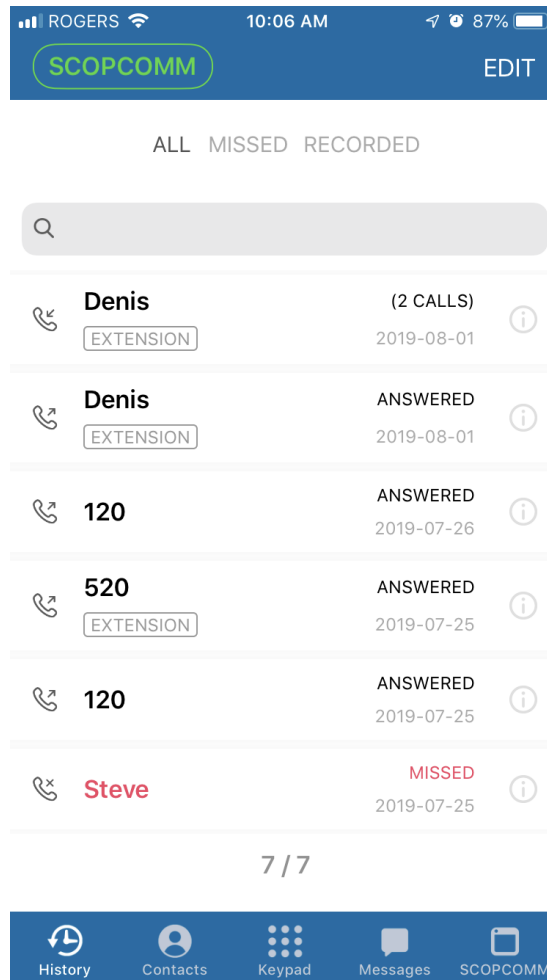 ROGERS 10:06 AM 87%
SCOPCOMM EDIT
ALL MISSED RECORDED
Denis (2 CALLS)
EXTENSION 2019-08-01
Denis ANSWERED
EXTENSION 2019-08-01
120 ANSWERED
2019-07-26
520 ANSWERED
EXTENSION 2019-07-25
120 ANSWERED
2019-07-25
Steve MISSED
2019-07-25
7 / 7
History Contacts Keypad Messages SCOPCOMM